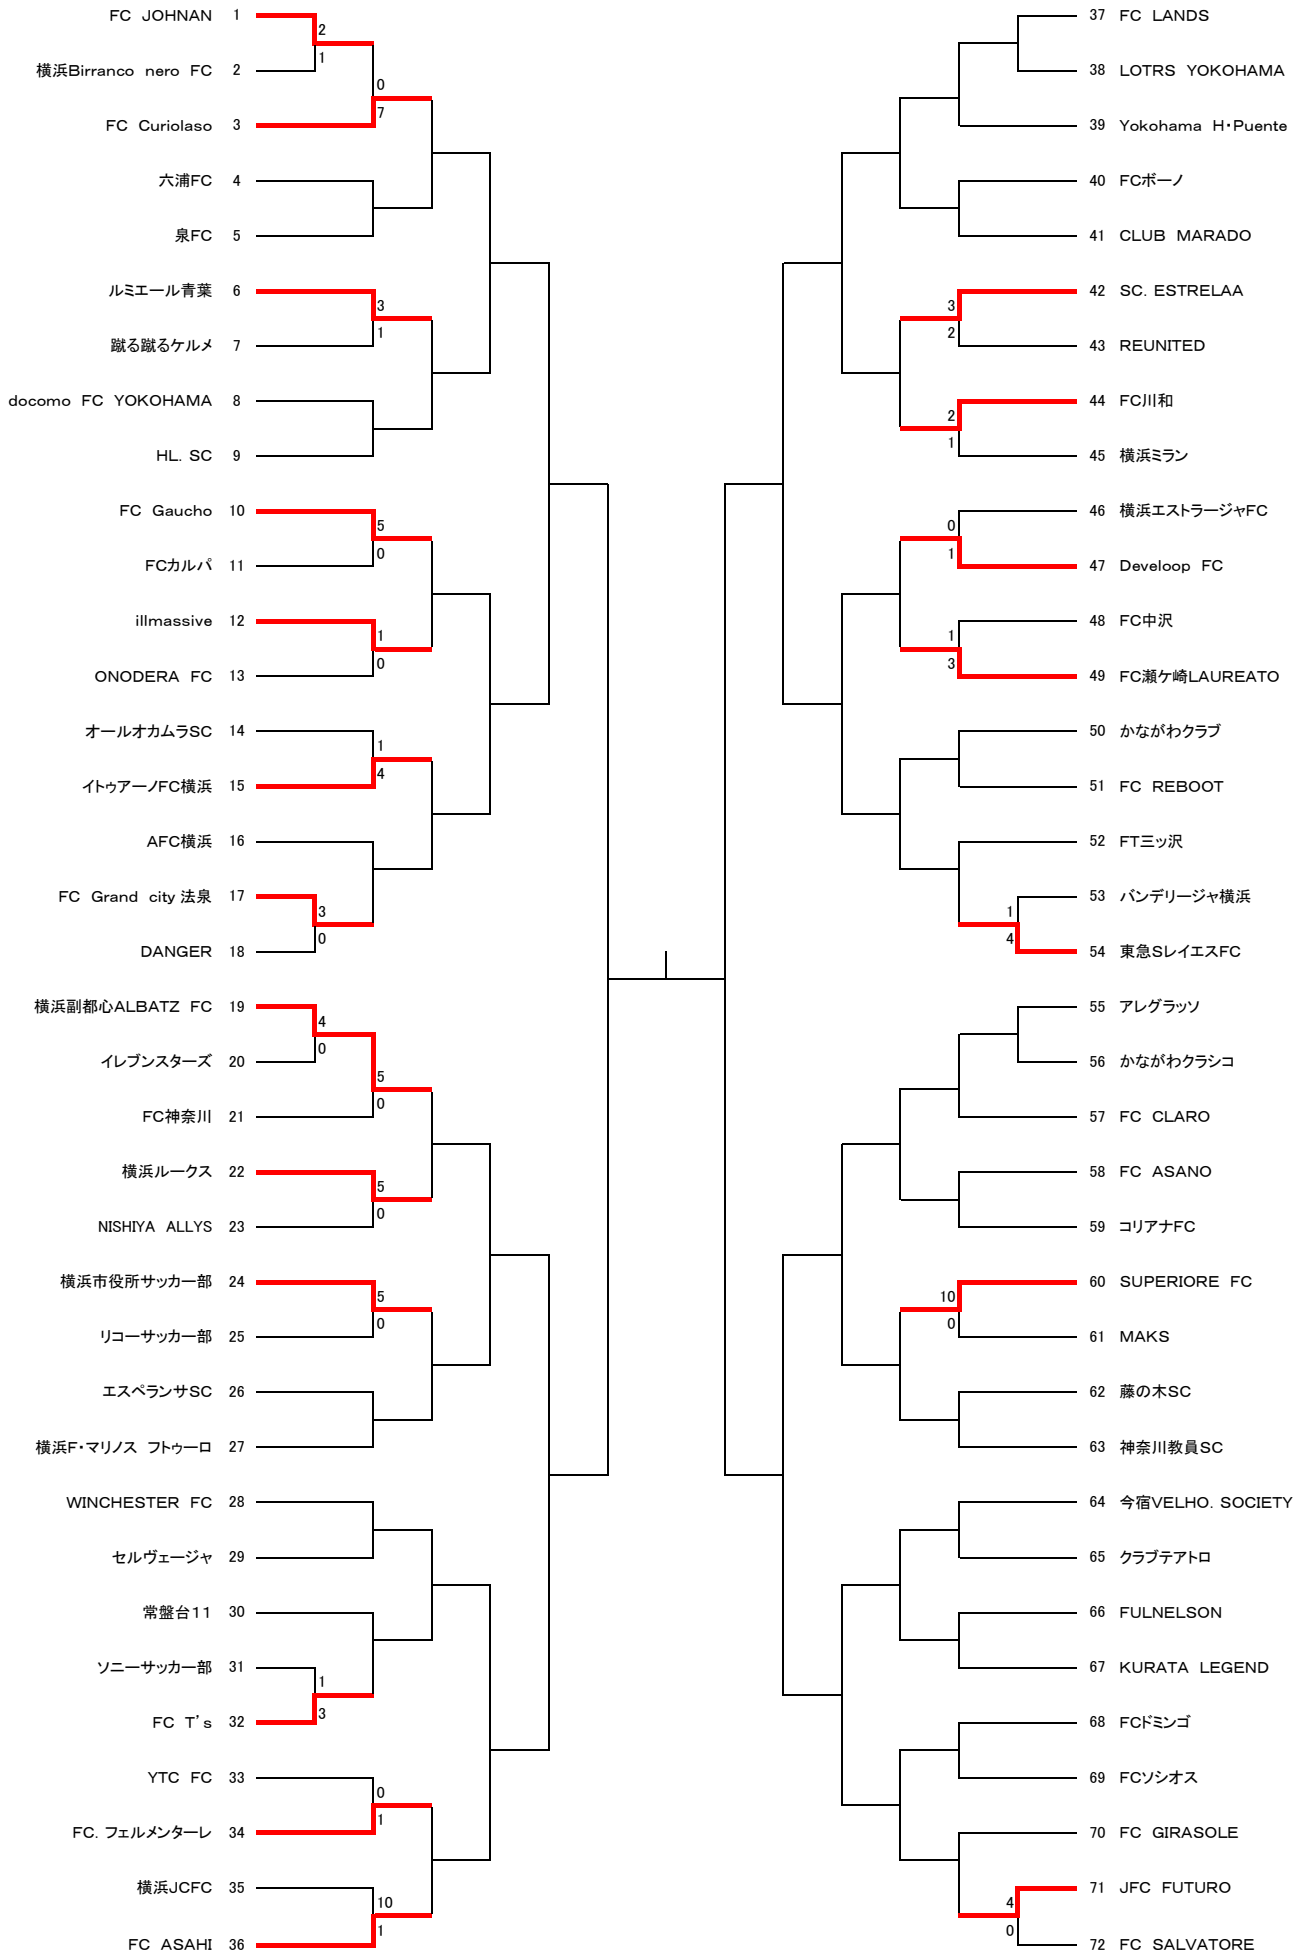 FC JOHNAN 1
2
1
横浜Birranco nero FC 2
0
7
FC Curiolaso 3
六浦FC 4
泉FC 5
ルミエール青葉 6
3
1
蹴る蹴るケルメ 7
docomo FC YOKOHAMA 8
HL. SC 9
FC Gaucho 10
5
0
FCカルパ 11
illmassive 12
1
0
ONODERA FC 13
オールオカムラSC 14
1
4
イトゥアーノFC横浜 15
AFC横浜 16
FC Grand city 法泉 17
3
0
DANGER 18
横浜副都心ALBATZ FC 19
4
0
イレブンスターズ 20
5
0
FC神奈川 21
横浜ルークス 22
5
0
NISHIYA ALLYS 23
横浜市役所サッカー部 24
5
0
リコーサッカー部 25
エスペランサSC 26
横浜F・マリノス フトゥーロ 27
WINCHESTER FC 28
セルヴェージャ 29
常盤台11 30
ソニーサッカー部 31
1
3
FC T's 32
YTC FC 33
0
1
FC. フェルメンターレ 34
横浜JCFC 35
10
1
FC ASAHI 36
37 FC LANDS
38 LOTRS YOKOHAMA
39 Yokohama H・Puente
40 FCボーノ
41 CLUB MARADO
42 SC. ESTRELAA
3
2
43 REUNITED
44 FC川和
2
1
45 横浜ミラン
46 横浜エストラージャFC
0
1
47 Develoop FC
48 FC中沢
1
3
49 FC瀬ケ崎LAUREATO
50 かながわクラブ
51 FC REBOOT
52 FT三ッ沢
53 バンデリージャ横浜
1
4
54 東急SレイエスFC
55 アレグラッソ
56 かながわクラシコ
57 FC CLARO
58 FC ASANO
59 コリアナFC
60 SUPERIORE FC
10
0
61 MAKS
62 藤の木SC
63 神奈川教員SC
64 今宿VELHO. SOCIETY
65 クラブテアトロ
66 FULNELSON
67 KURATA LEGEND
68 FCドミンゴ
69 FCソシオス
70 FC GIRASOLE
71 JFC FUTURO
4
0
72 FC SALVATORE